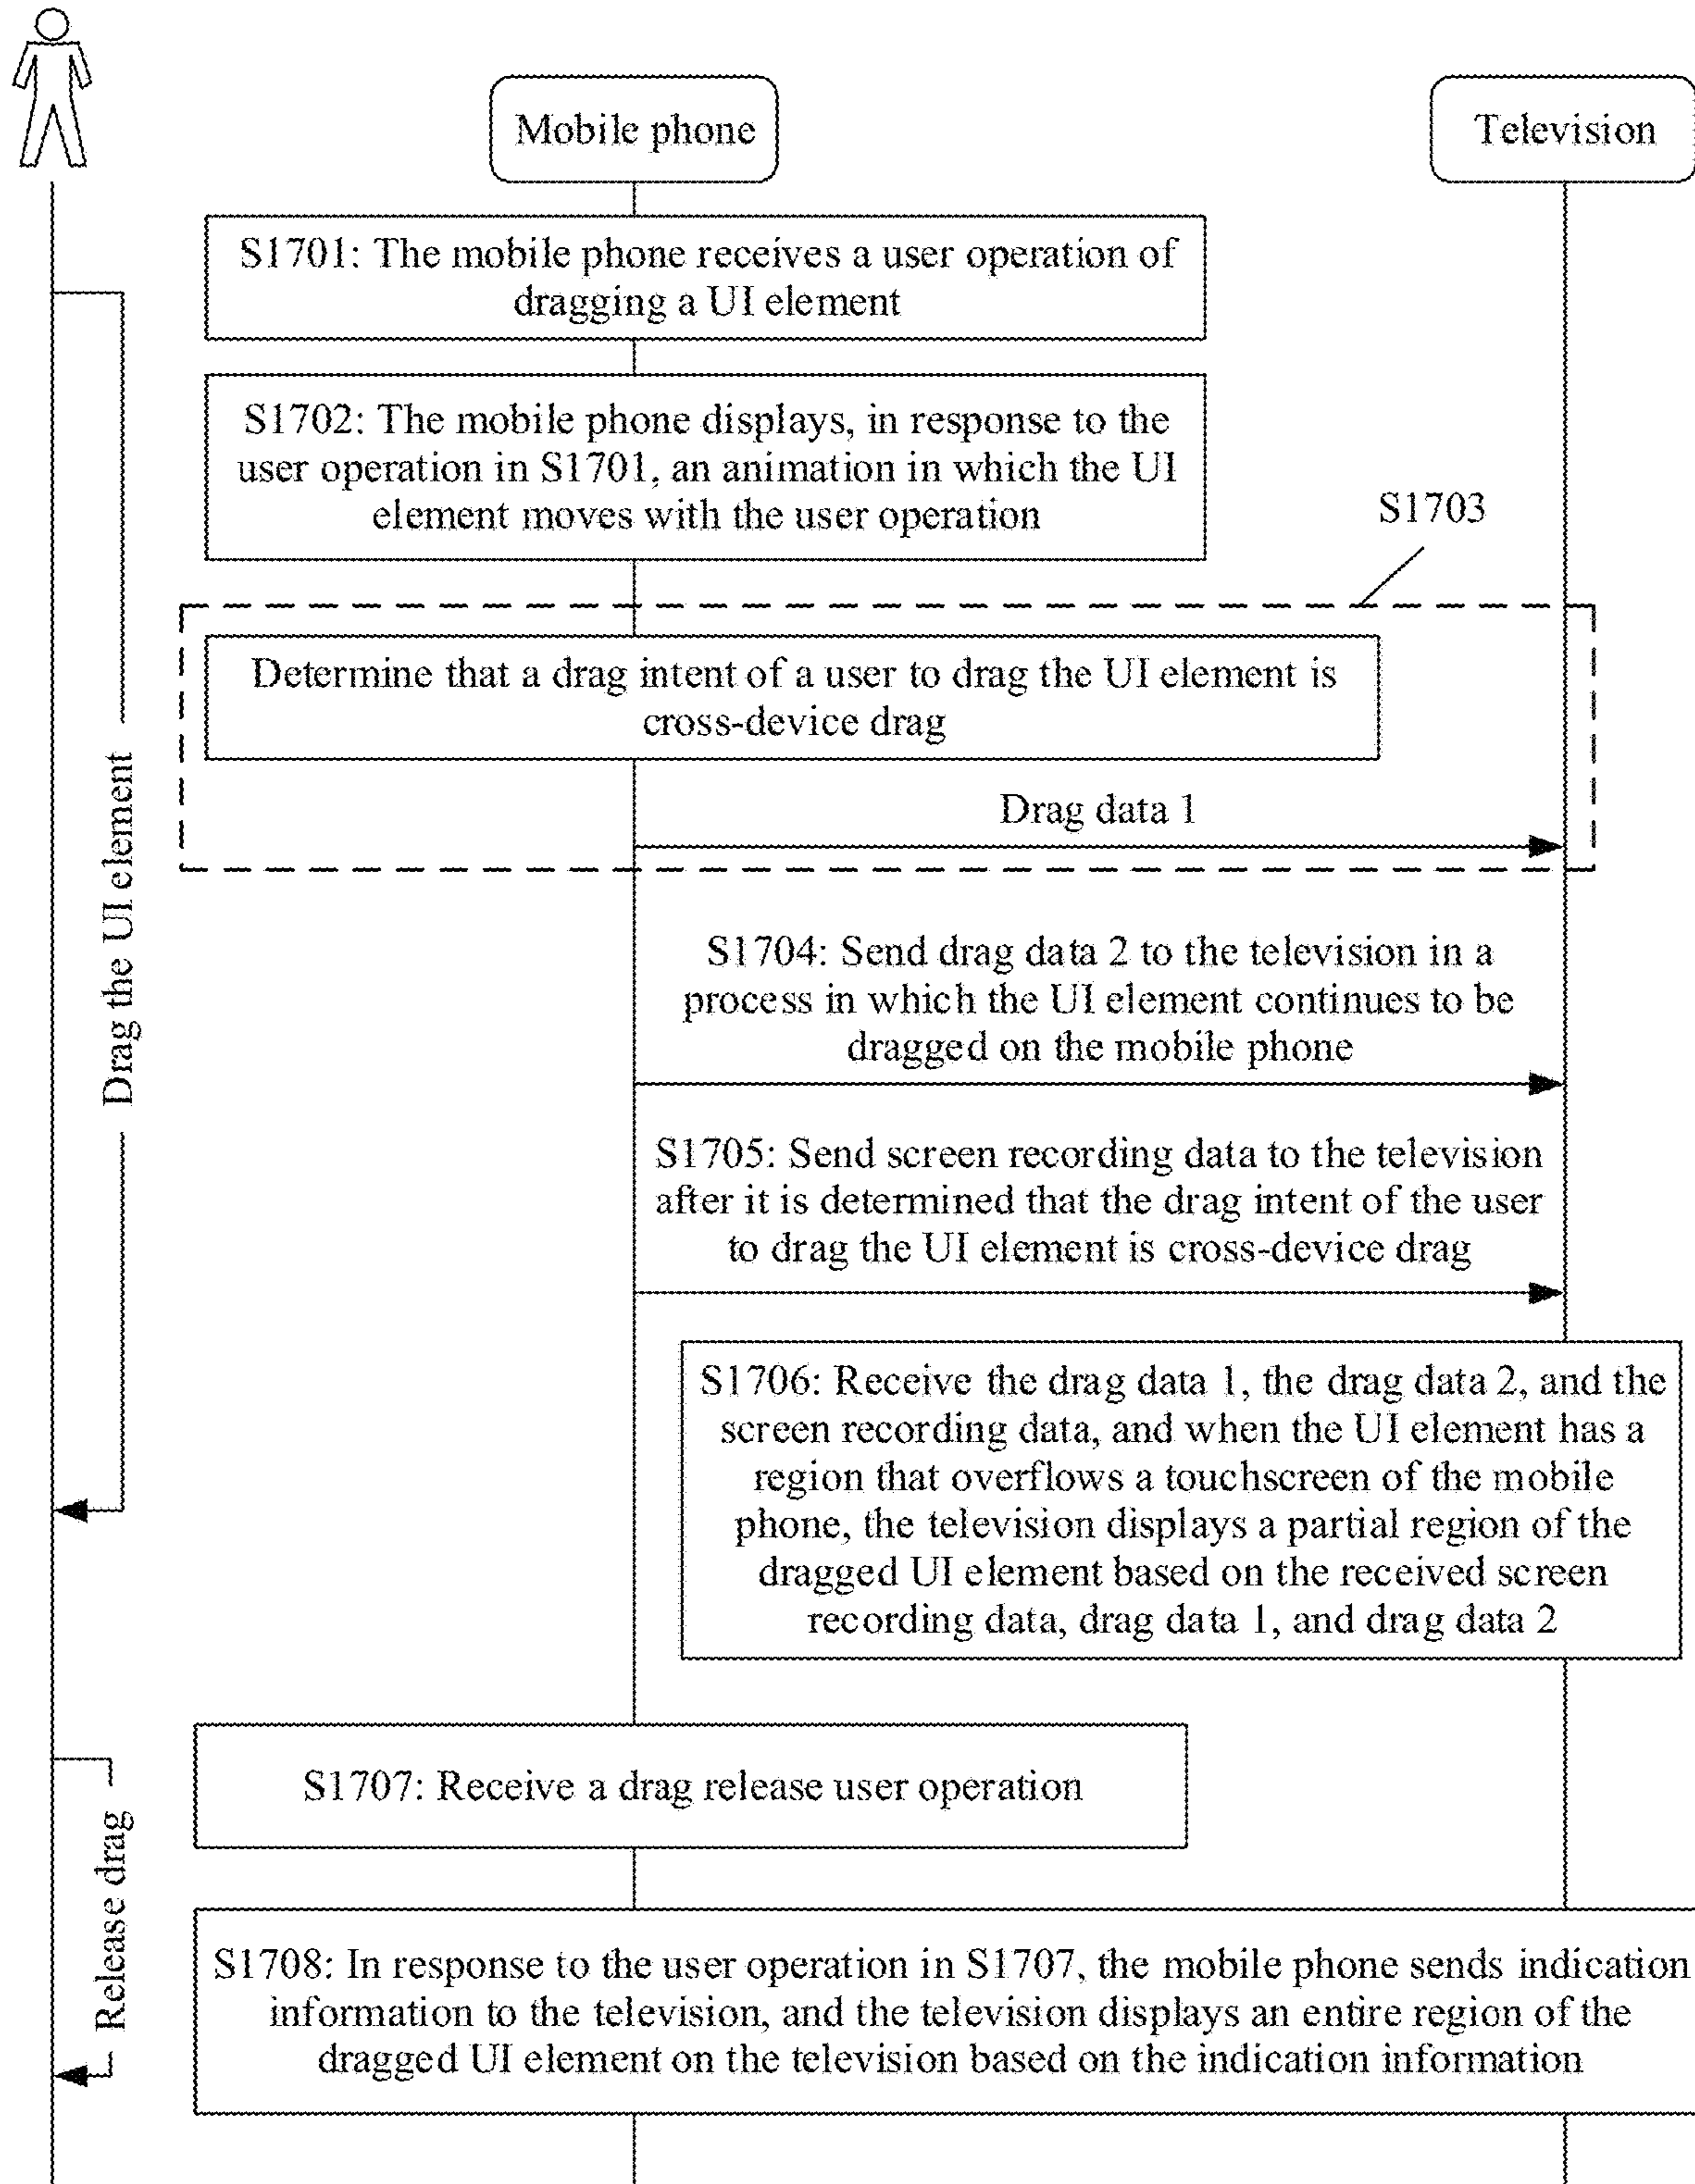 Mobile phone
Television
S1701: The mobile phone receives a user operation of
dragging a UI element
S1702: The mobile phone displays, in response to the
user operation in S1701, an animation in which the UI
element moves with the user operation
S1703
Determine that a drag intent of a user to drag the UI element is
cross-device drag
Drag data 1
Drag the UI element
S1704: Send drag data 2 to the television in a
process in which the UI element continues to be
dragged on the mobile phone
S1705: Send screen recording data to the television
after it is determined that the drag intent of the user
to drag the UI element is cross-device drag
S1706: Receive the drag data 1, the drag data 2, and the
screen recording data, and when the UI element has a
region that overflows a touchscreen of the mobile
phone, the television displays a partial region of the
dragged UI element based on the received screen
recording data, drag data 1, and drag data 2
S1707: Receive a drag release user operation
Release drag
S1708: In response to the user operation in S1707, the mobile phone sends indication
information to the television, and the television displays an entire region of the
dragged UI element on the television based on the indication information